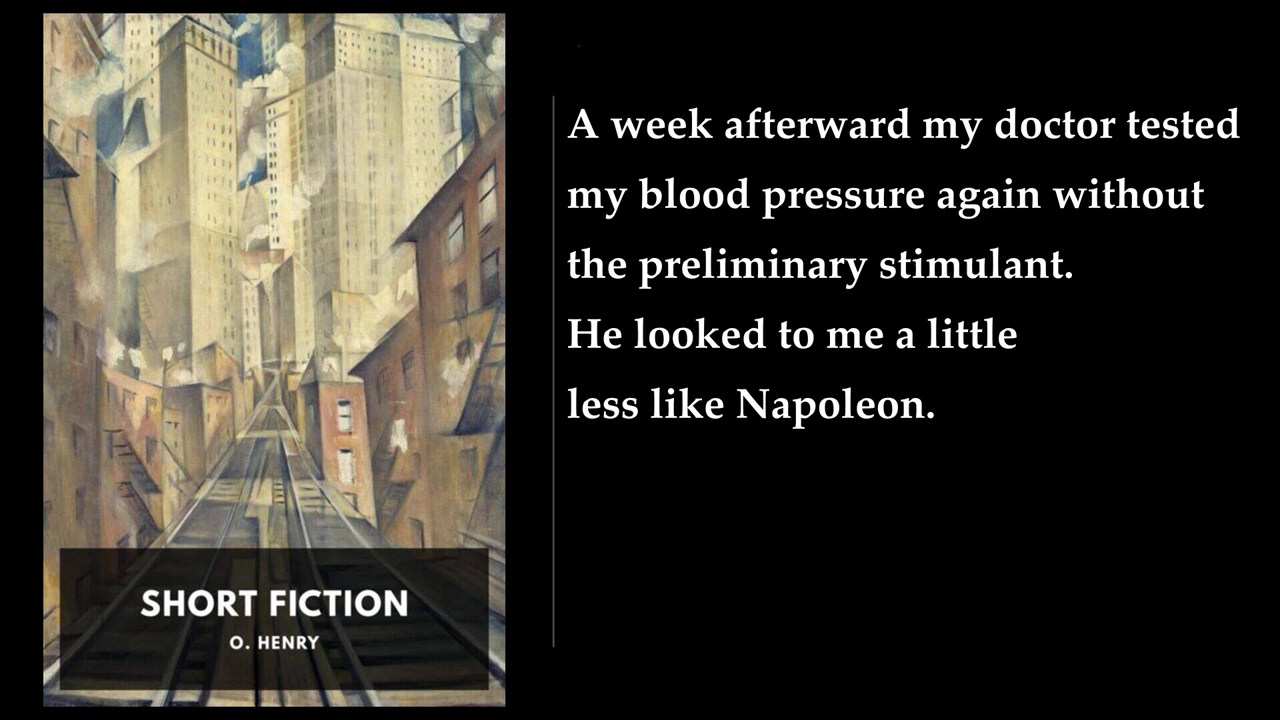 A week afterward my doctor tested
my blood pressure again without
the preliminary stimulant.
He looked to me a little
less like Napoleon.
SHORT FICTION
O. HENRY